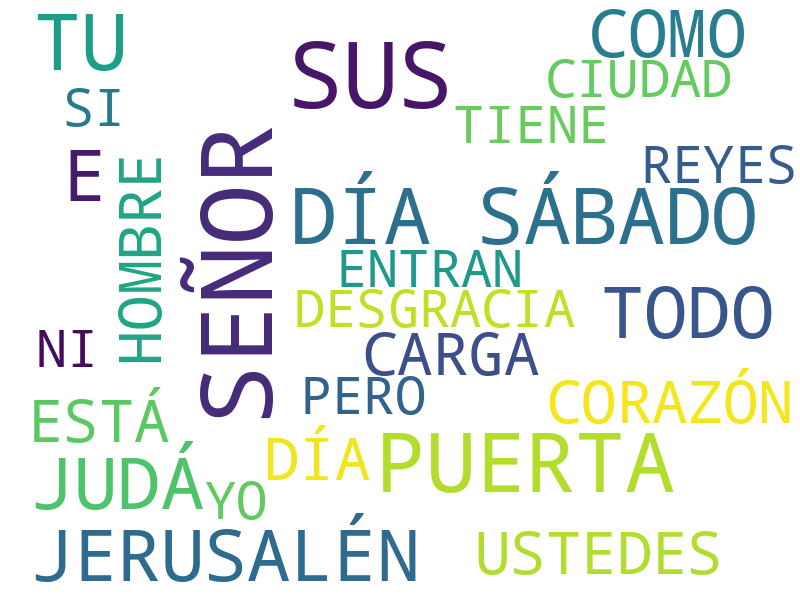 TU
SUS
COMO
CIUDAD
SI
TIENE
E
REYES
HOMBRE
SEÑOR
DÍA SÁBADO
ENTRAN
DESGRACIA
TODO
NI
CARGA
PERO
CORAZÓN
ESTÁ
DÍA
PUERTA
JUDÁ
YO
JERUSALÉN
USTEDES